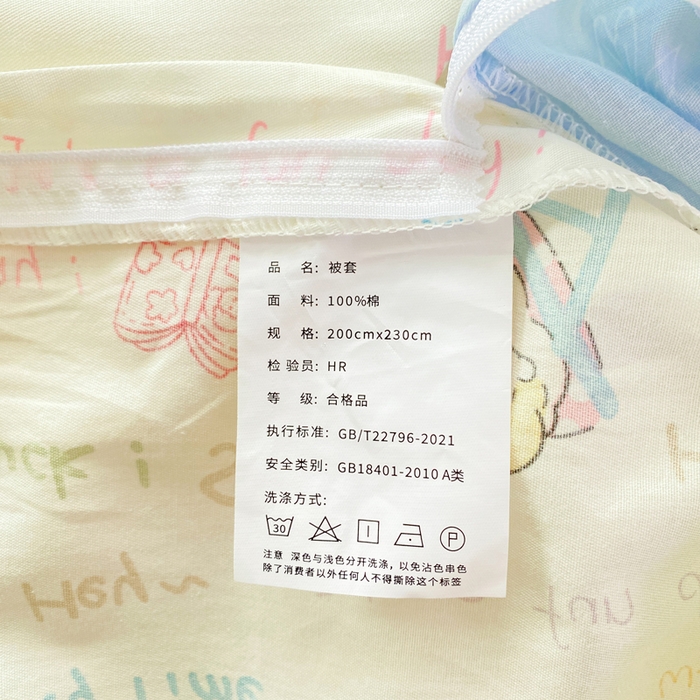 品 名: 被套
面 料: 100%棉
规 格: 200cmx230cm
检 验员: HR
等 级: 合格品
执行标准: GB/T22796-2021
安全类别: GB18401-2010 A类
洗涤方式:
30
P
注意 深色与浅色分开洗涤，以免沾色串色
除了消费者以外任何人不得撕除这个标签